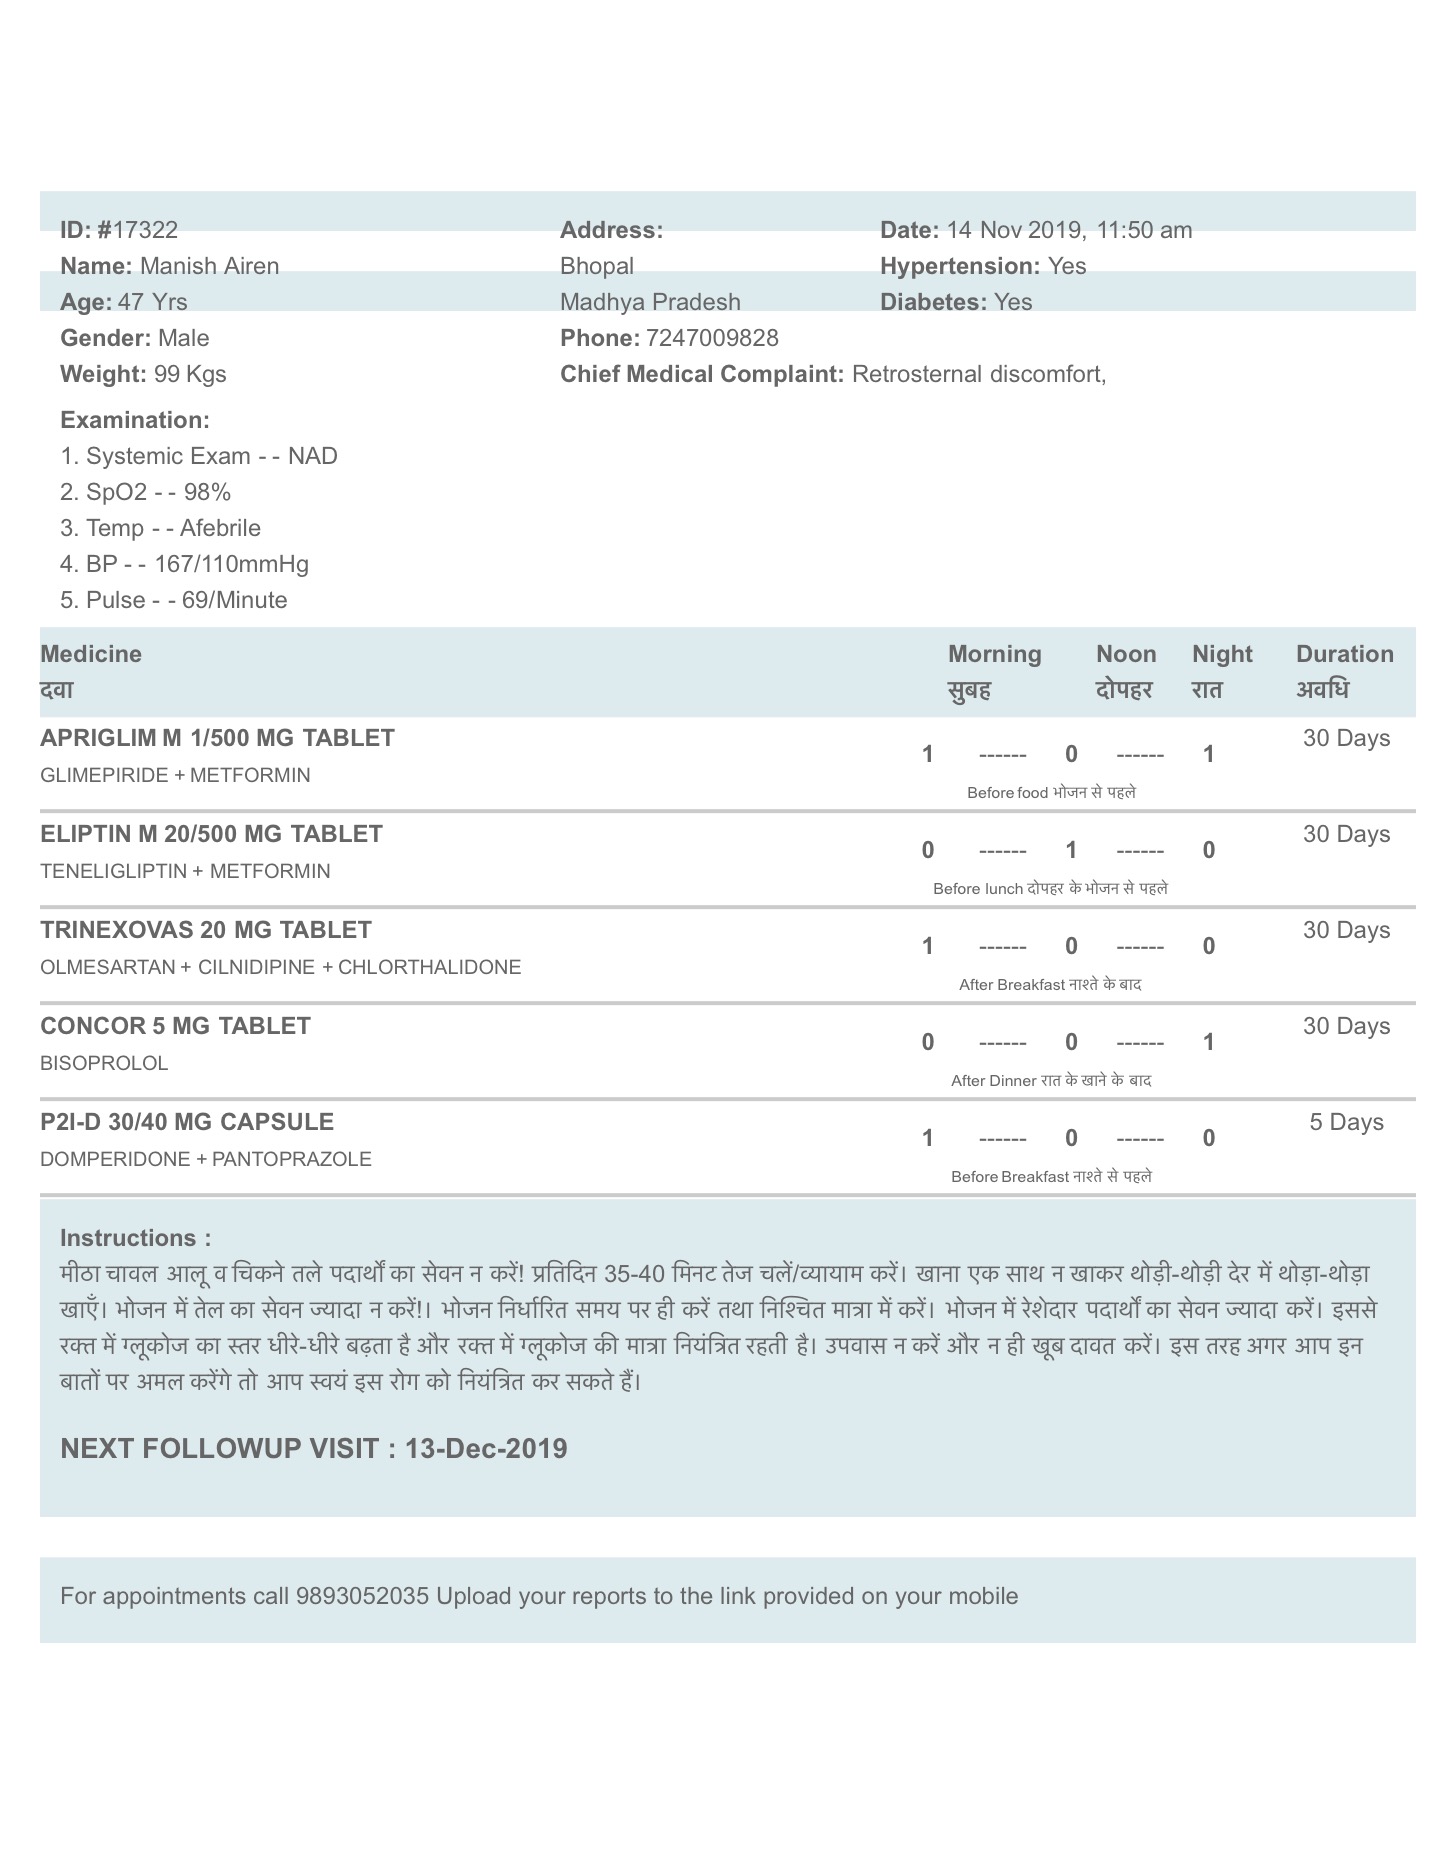 ID: #17322
Address:
Date: 14 Nov 2019, 11:50 am
Name: Manish Airen
Bhopal
Hypertension: Yes
Age: 47 Yrs
Madhya Pradesh
Diabetes: Yes
Gender: Male
Phone: 7247009828
Weight: 99 Kgs
Chief Medical Complaint: Retrosternal discomfort,
Examination:
1. Systemic Exam - - NAD
2. SpO2 - - 98%
3. Temp - - Afebrile
4. BP - - 167/110mmHg
5. Pulse - - 69/Minute
Medicine Morning Noon Night Duration
दवा सुबह दोपहर रात अवधि
APRIGLIM M 1/500 MG TABLET 30 Days
1 ------ 0 ------ 1
GLIMEPIRIDE + METFORMIN
Before food भोजन से पहले
ELIPTIN M 20/500 MG TABLET 30 Days
0 ------ 1 ------ 0
TENELIGLIPTIN + METFORMIN
Before lunch दोपहर के भोजन से पहले
TRINEXOVAS 20 MG TABLET 30 Days
1 ------ 0 ------ 0
OLMESARTAN + CILNIDIPINE + CHLORTHALIDONE
After Breakfast नाश्ते के बाद
CONCOR 5 MG TABLET 30 Days
0 ------ 0 ------ 1
BISOPROLOL
After Dinner रात के खाने के बाद
P2I-D 30/40 MG CAPSULE 5 Days
1 ------ 0 ------ 0
DOMPERIDONE + PANTOPRAZOLE
Before Breakfast नाश्ते से पहले
Instructions :
मीठा चावल आलू व चिकने तले पदार्थों का सेवन न करें! प्रतिदिन 35-40 मिनट तेज चलें/व्यायाम करें। खाना एक साथ न खाकर थोड़ी-थोड़ी देर में थोड़ा-थोड़ा
खाएँ। भोजन में तेल का सेवन ज्यादा न करें!। भोजन निर्धारित समय पर ही करें तथा निश्चित मात्रा में करें। भोजन में रेशेदार पदार्थों का सेवन ज्यादा करें। इससे
रक्त में ग्लूकोज का स्तर धीरे-धीरे बढ़ता है और रक्त में ग्लूकोज की मात्रा नियंत्रित रहती है। उपवास न करें और न ही खूब दावत करें। इस तरह अगर आप इन
बातों पर अमल करेंगे तो आप स्वयं इस रोग को नियंत्रित कर सकते हैं।
NEXT FOLLOWUP VISIT : 13-Dec-2019
For appointments call 9893052035 Upload your reports to the link provided on your mobile